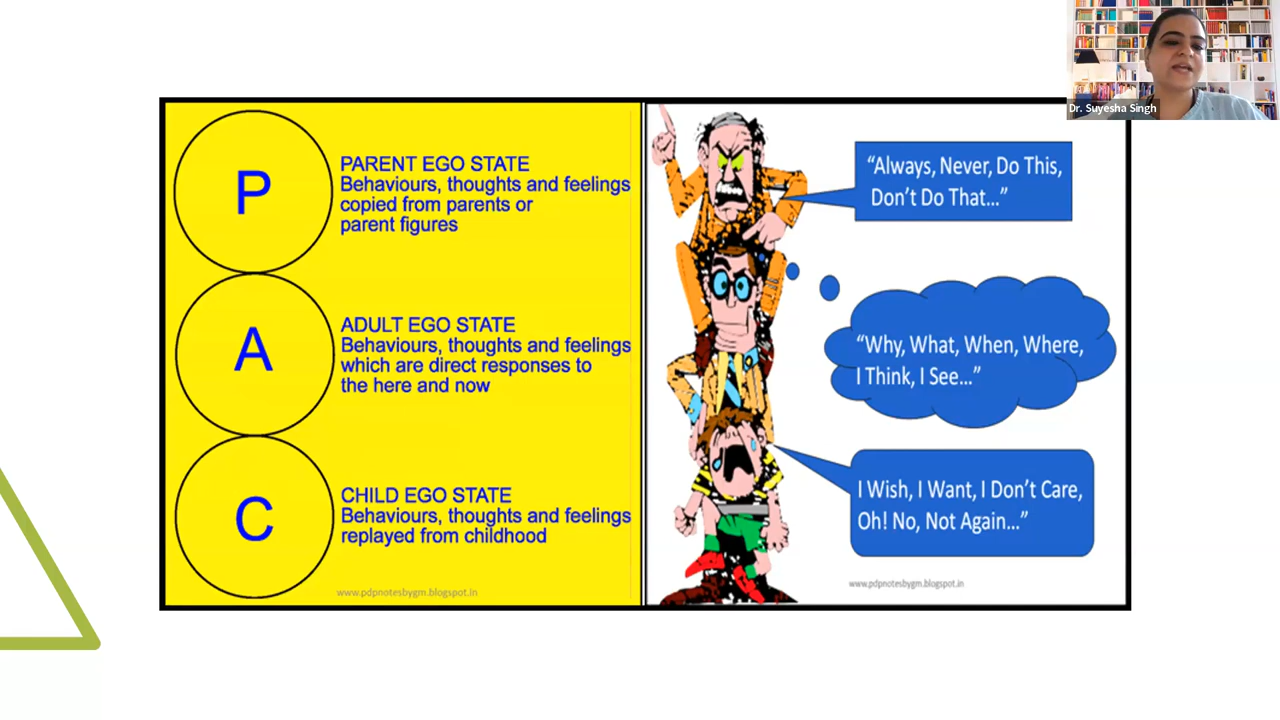 Dr. Suyesha Singh
P
PARENT EGO STATE
Behaviours, thoughts and feelings
copied from parents or
parent figures
A
ADULT EGO STATE
Behaviours, thoughts and feelings
which are direct responses to
the here and now
C
CHILD EGO STATE
Behaviours, thoughts and feelings
replayed from childhood
www.pdpnotesbygm.blogspot.in
“Always, Never, Do This,
Don’t Do That...”
“Why, What, When, Where,
I Think, I See...”
I Wish, I Want, I Don’t Care,
Oh! No, Not Again...”
www.pdpnotesbygm.blogspot.in